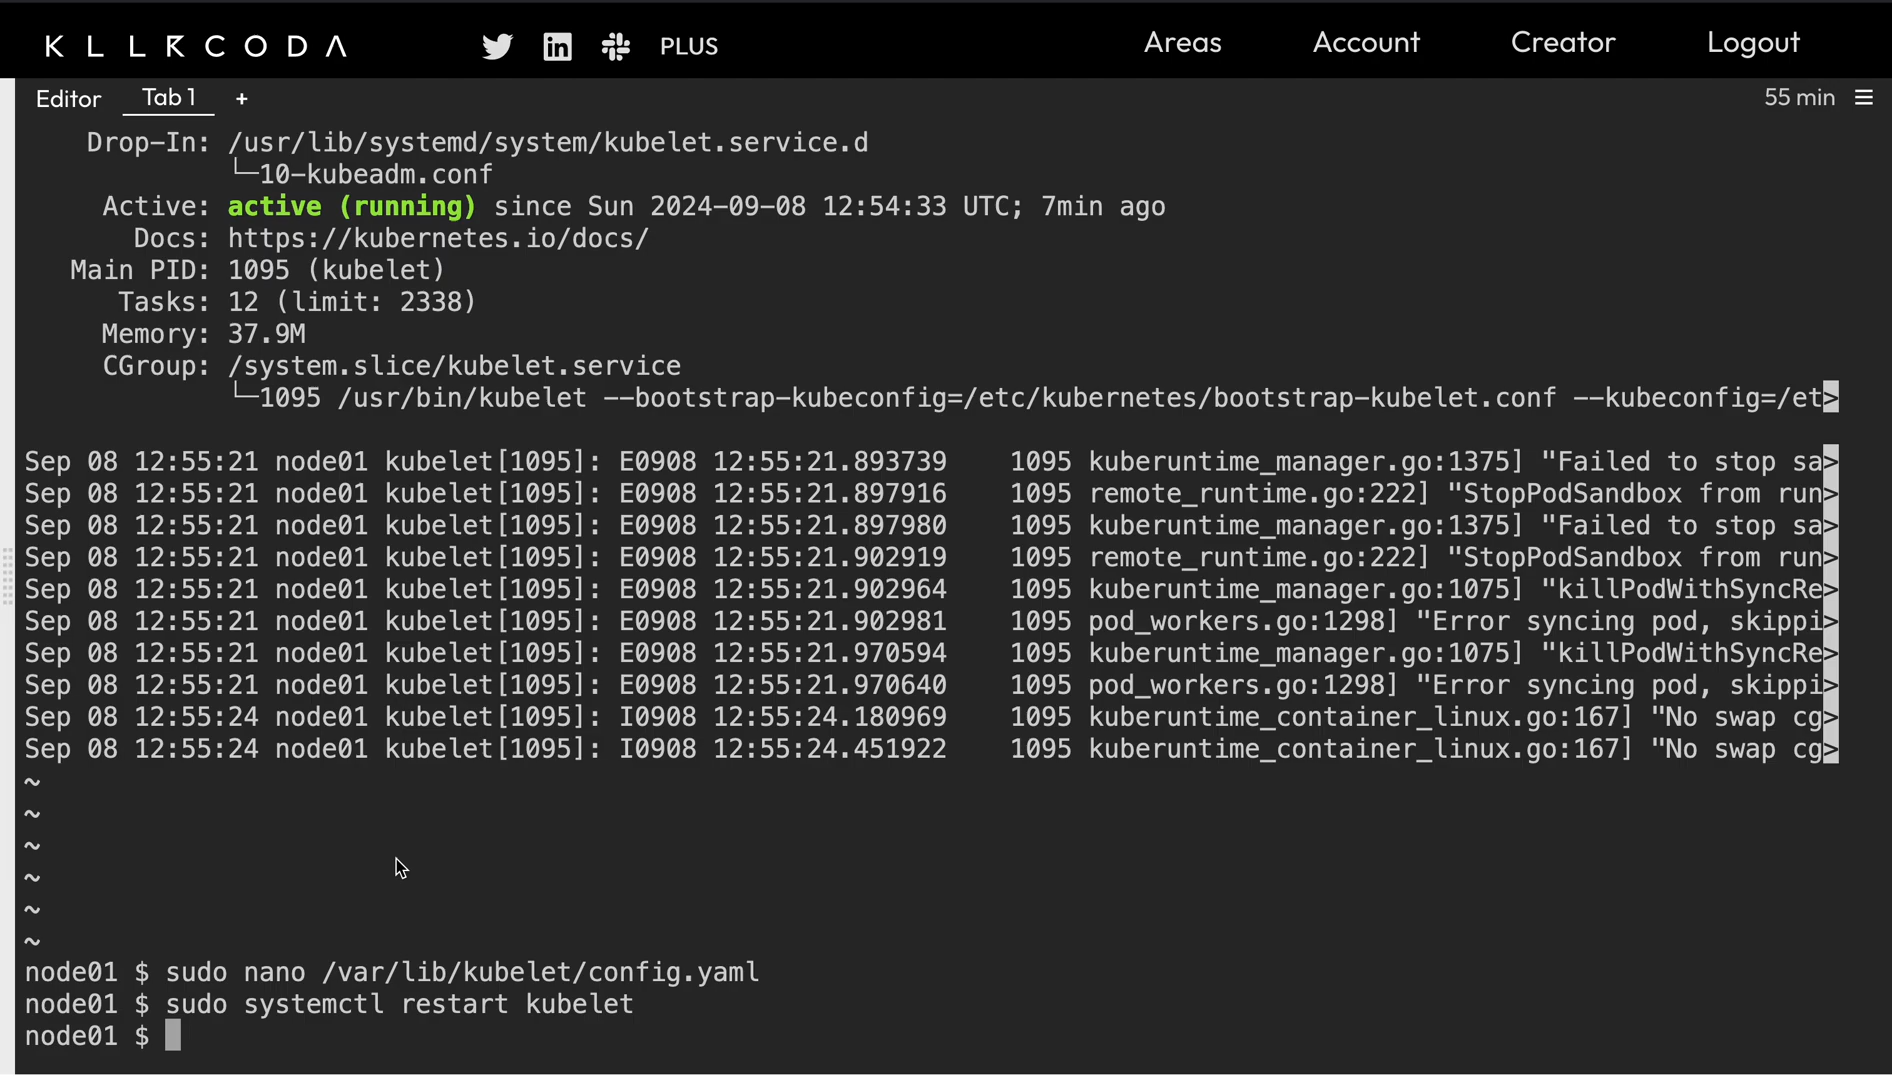 KLLRCODA PLUS Areas Account Creator Logout
Editor Tab 1 + 55 min
Drop-In: /usr/lib/systemd/system/kubelet.service.d
└─10-kubeadm.conf
Active: active (running) since Sun 2024-09-08 12:54:33 UTC; 7min ago
Docs: https://kubernetes.io/docs/
Main PID: 1095 (kubelet)
Tasks: 12 (limit: 2338)
Memory: 37.9M
CGroup: /system.slice/kubelet.service
└─1095 /usr/bin/kubelet --bootstrap-kubeconfig=/etc/kubernetes/bootstrap-kubelet.conf --kubeconfig=/et>
Sep 08 12:55:21 node01 kubelet[1095]: E0908 12:55:21.893739 1095 kuberuntime_manager.go:1375] "Failed to stop sa>
Sep 08 12:55:21 node01 kubelet[1095]: E0908 12:55:21.897916 1095 remote_runtime.go:222] "StopPodSandbox from run>
Sep 08 12:55:21 node01 kubelet[1095]: E0908 12:55:21.897980 1095 kuberuntime_manager.go:1375] "Failed to stop sa>
Sep 08 12:55:21 node01 kubelet[1095]: E0908 12:55:21.902919 1095 remote_runtime.go:222] "StopPodSandbox from run>
Sep 08 12:55:21 node01 kubelet[1095]: E0908 12:55:21.902964 1095 kuberuntime_manager.go:1075] "killPodWithSyncRe>
Sep 08 12:55:21 node01 kubelet[1095]: E0908 12:55:21.902981 1095 pod_workers.go:1298] "Error syncing pod, skippi>
Sep 08 12:55:21 node01 kubelet[1095]: E0908 12:55:21.970594 1095 kuberuntime_manager.go:1075] "killPodWithSyncRe>
Sep 08 12:55:21 node01 kubelet[1095]: E0908 12:55:21.970640 1095 pod_workers.go:1298] "Error syncing pod, skippi>
Sep 08 12:55:24 node01 kubelet[1095]: I0908 12:55:24.180969 1095 kuberuntime_container_linux.go:167] "No swap cg>
Sep 08 12:55:24 node01 kubelet[1095]: I0908 12:55:24.451922 1095 kuberuntime_container_linux.go:167] "No swap cg>
~
~
~
~
~
~
node01 $ sudo nano /var/lib/kubelet/config.yaml
node01 $ sudo systemctl restart kubelet
node01 $